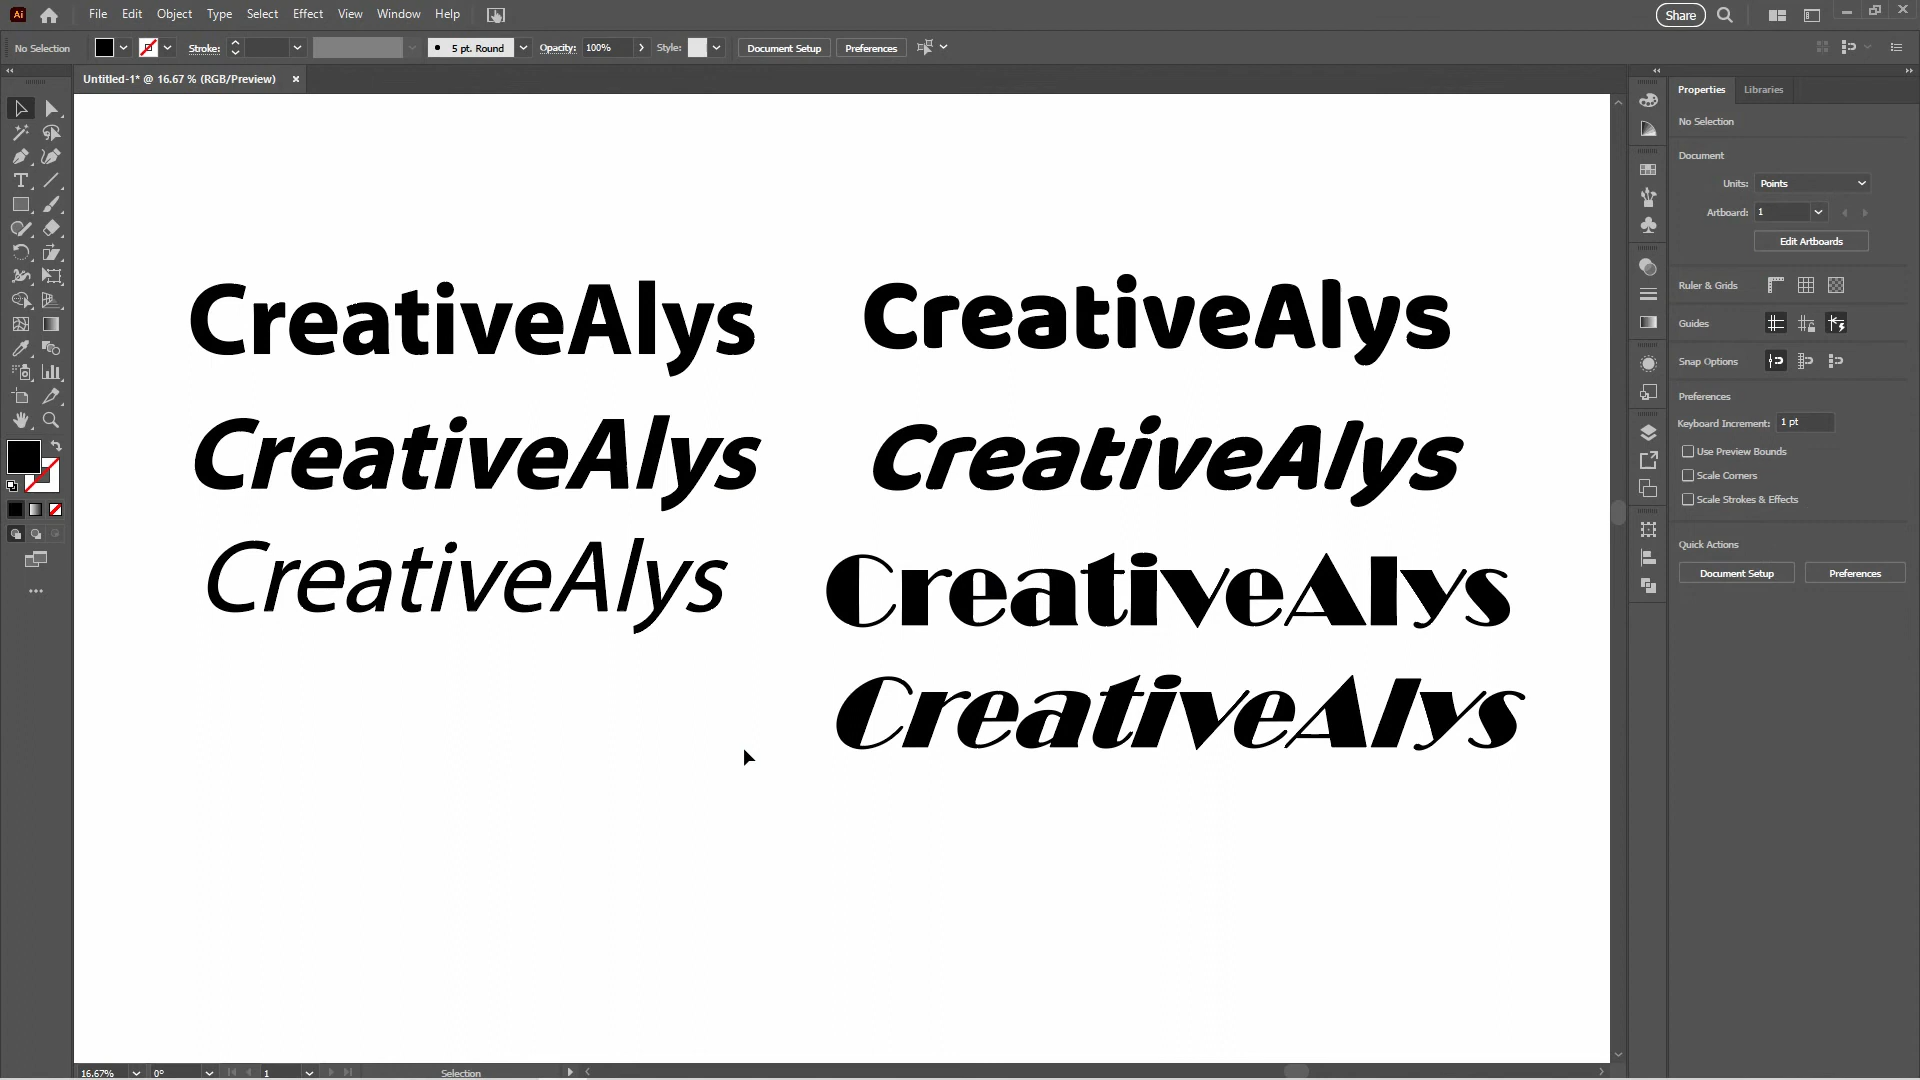 Ai File Edit Object Type Select Effect View Window Help Share
No Selection Stroke: 5 pt. Round Opacity: 100% Style: Document Setup Preferences
Untitled-1* @ 16.67 % (RGB/Preview) ×
Properties Libraries
No Selection
Document
Units: Points
Artboard: 1
Edit Artboards
Ruler & Grids
Guides
Snap Options
Preferences
Keyboard Increment: 1 pt
Use Preview Bounds
Scale Corners
Scale Strokes & Effects
Quick Actions
Document Setup Preferences
CreativeAlys
CreativeAlys
CreativeAlys
CreativeAlys
CreativeAlys
CreativeAlys
CreativeAlys
16.67% 0° 1 Selection